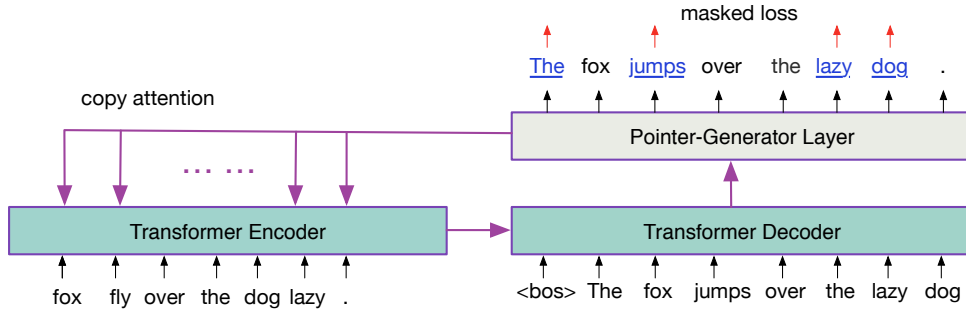 masked loss
The fox jumps over the lazy dog .
copy attention
Pointer-Generator Layer
... ...
Transformer Encoder
Transformer Decoder
fox fly over the dog lazy .
<bos> The fox jumps over the lazy dog